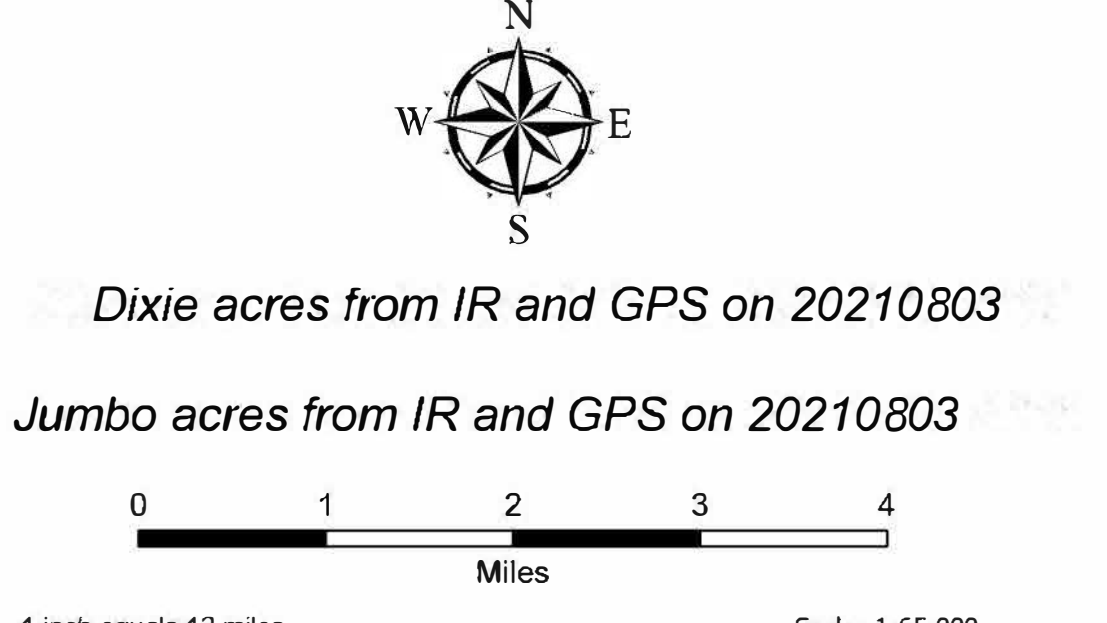 N
W E
S
Dixie acres from IR and GPS on 20210803
Jumbo acres from IR and GPS on 20210803
0 1 2 3 4
Miles